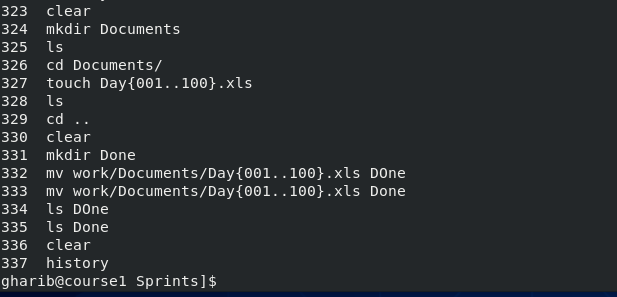 323 clear
324 mkdir Documents
325 ls
326 cd Documents/
327 touch Day{001..100}.xls
328 ls
329 cd ..
330 clear
331 mkdir Done
332 mv work/Documents/Day{001..100}.xls DOne
333 mv work/Documents/Day{001..100}.xls Done
334 ls DOne
335 ls Done
336 clear
337 history
gharib@course1 Sprints]$